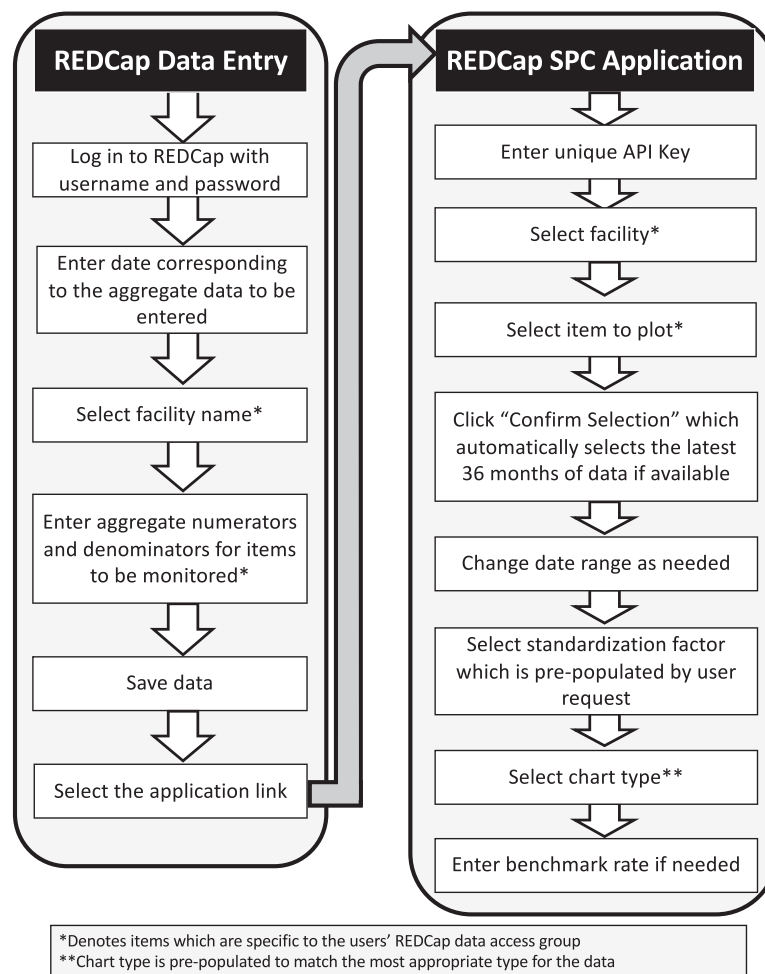 REDCap Data Entry
Log in to REDCap with
username and password
Enter date corresponding
to the aggregate data to be
entered
Select facility name*
Enter aggregate numerators
and denominators for items
to be monitored*
Save data
Select the application link
REDCap SPC Application
Enter unique API Key
Select facility*
Select item to plot*
Click “Confirm Selection” which
automatically selects the latest
36 months of data if available
Change date range as needed
Select standardization factor
which is pre-populated by user
request
Select chart type**
Enter benchmark rate if needed
*Denotes items which are specific to the users’ REDCap data access group
**Chart type is pre-populated to match the most appropriate type for the data